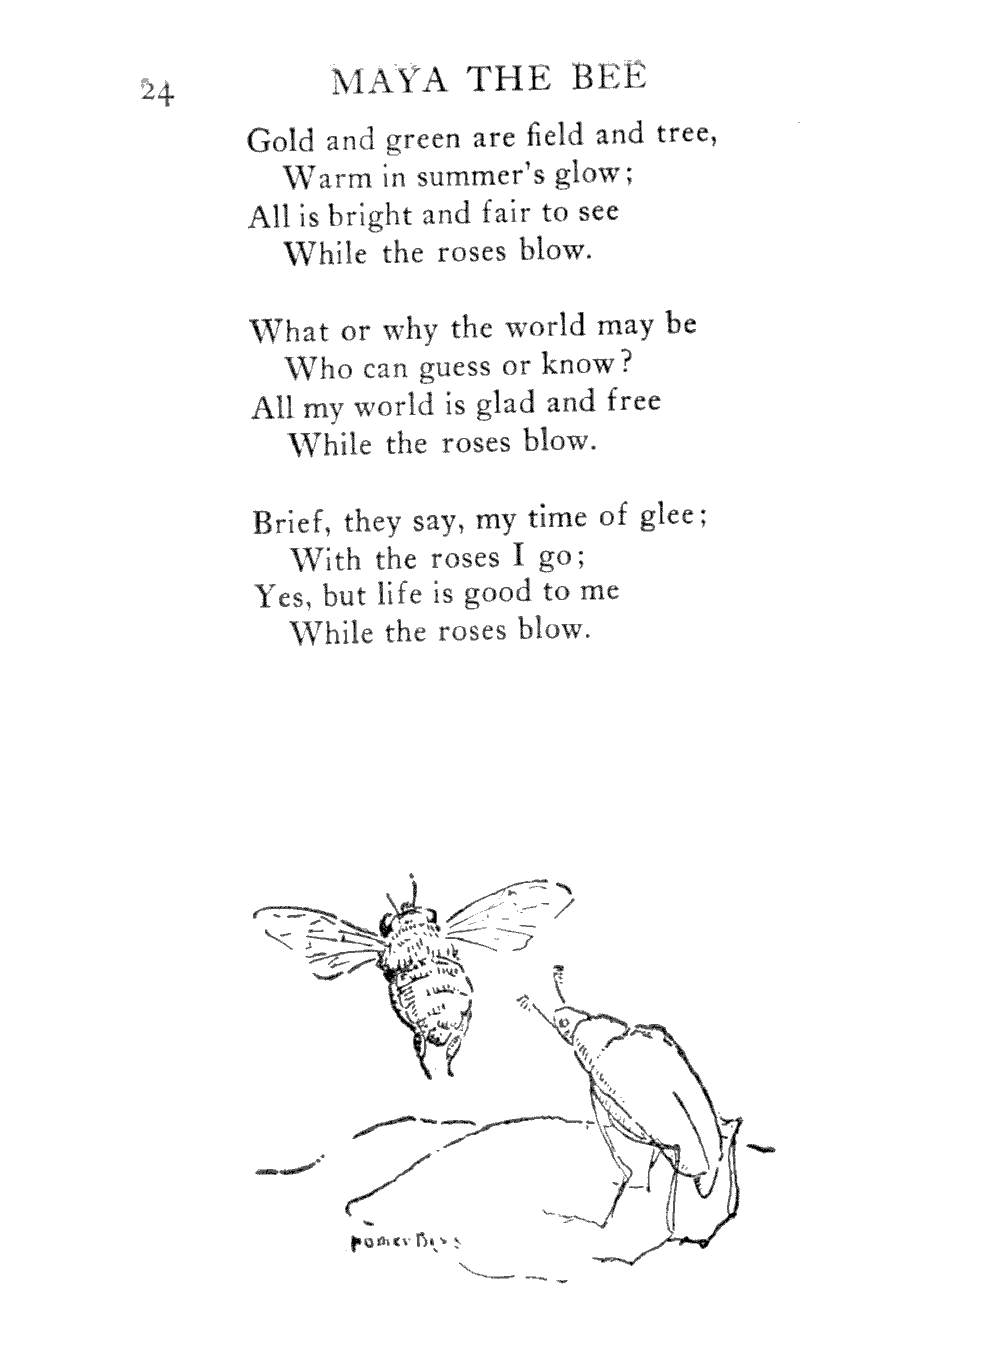 24
MAYA THE BEE
Gold and green are field and tree,
Warm in summer's glow;
All is bright and fair to see
While the roses blow.

What or why the world may be
Who can guess or know?
All my world is glad and free
While the roses blow.

Brief, they say, my time of glee;
With the roses I go;
Yes, but life is good to me
While the roses blow.